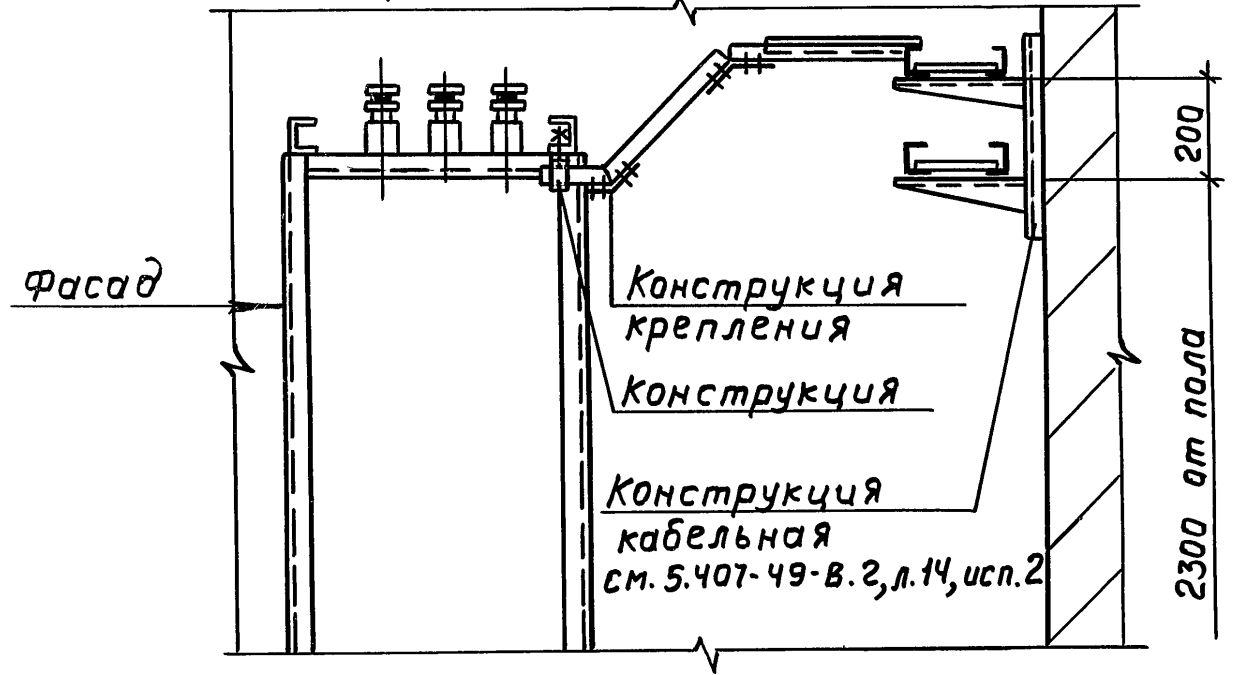 Фасад
Конструкция
крепления
Конструкция
Конструкция
кабельная
см. 5.407-49-В.2, л.14, исп.2
200
2300 от пола